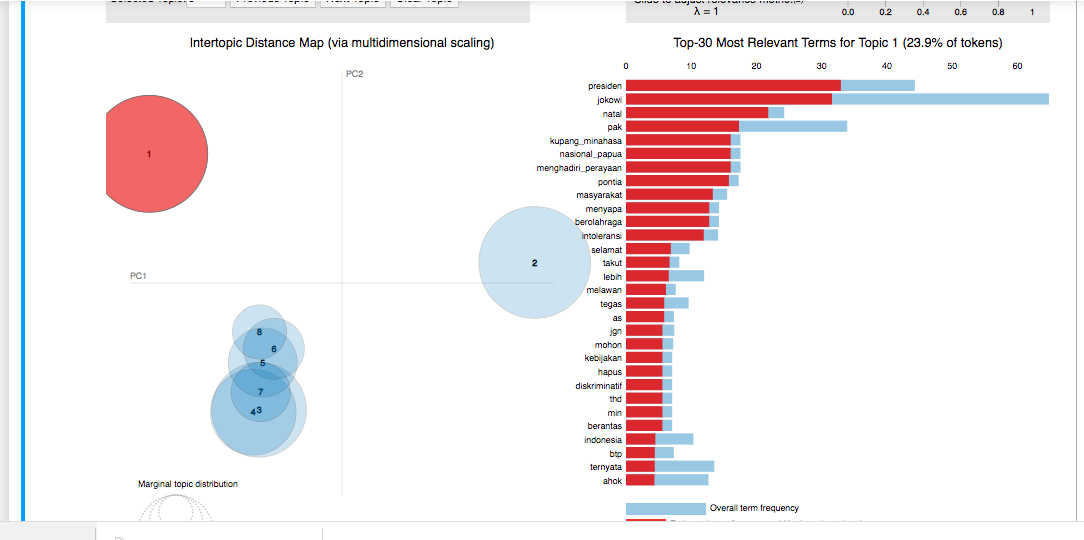 λ = 1
0.0 0.2 0.4 0.6 0.8 1
Intertopic Distance Map (via multidimensional scaling)
PC2
1
2
PC1
8
6
5
7
4
3
Marginal topic distribution
Top-30 Most Relevant Terms for Topic 1 (23.9% of tokens)
0 10 20 30 40 50 60
presiden
jokowi
natal
pak
kupang_minahasa
nasional_papua
menghadiri_perayaan
pontia
masyarakat
menyapa
berolahraga
intoleransi
selamat
takut
lebih
melawan
tegas
as
jgn
mohon
kebijakan
hapus
diskriminatif
thd
min
berantas
indonesia
btp
ternyata
ahok
Overall term frequency